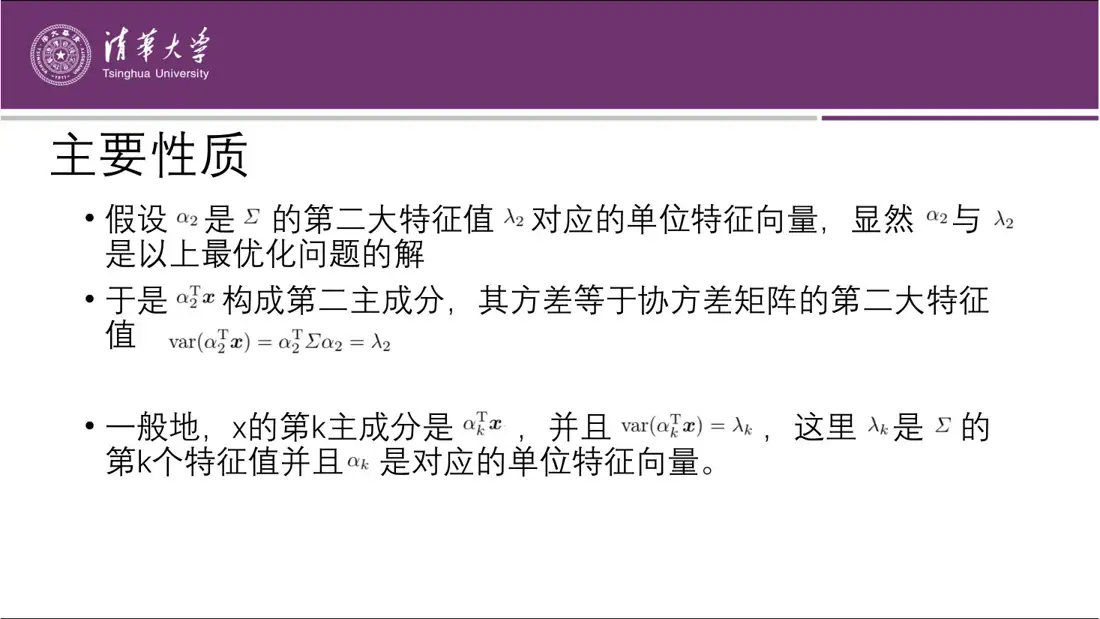 清华大学
Tsinghua University
主要性质
• 假设 α₂ 是 Σ 的第二大特征值 λ₂ 对应的单位特征向量，显然 α₂ 与 λ₂
是以上最优化问题的解
• 于是 α₂ᵀx 构成第二主成分，其方差等于协方差矩阵的第二大特征
值 var(α₂ᵀx) = α₂ᵀΣα₂ = λ₂
• 一般地，x的第k主成分是 αₖᵀx ，并且 var(αₖᵀx) = λₖ ，这里 λₖ 是 Σ 的
第k个特征值并且 αₖ 是对应的单位特征向量。